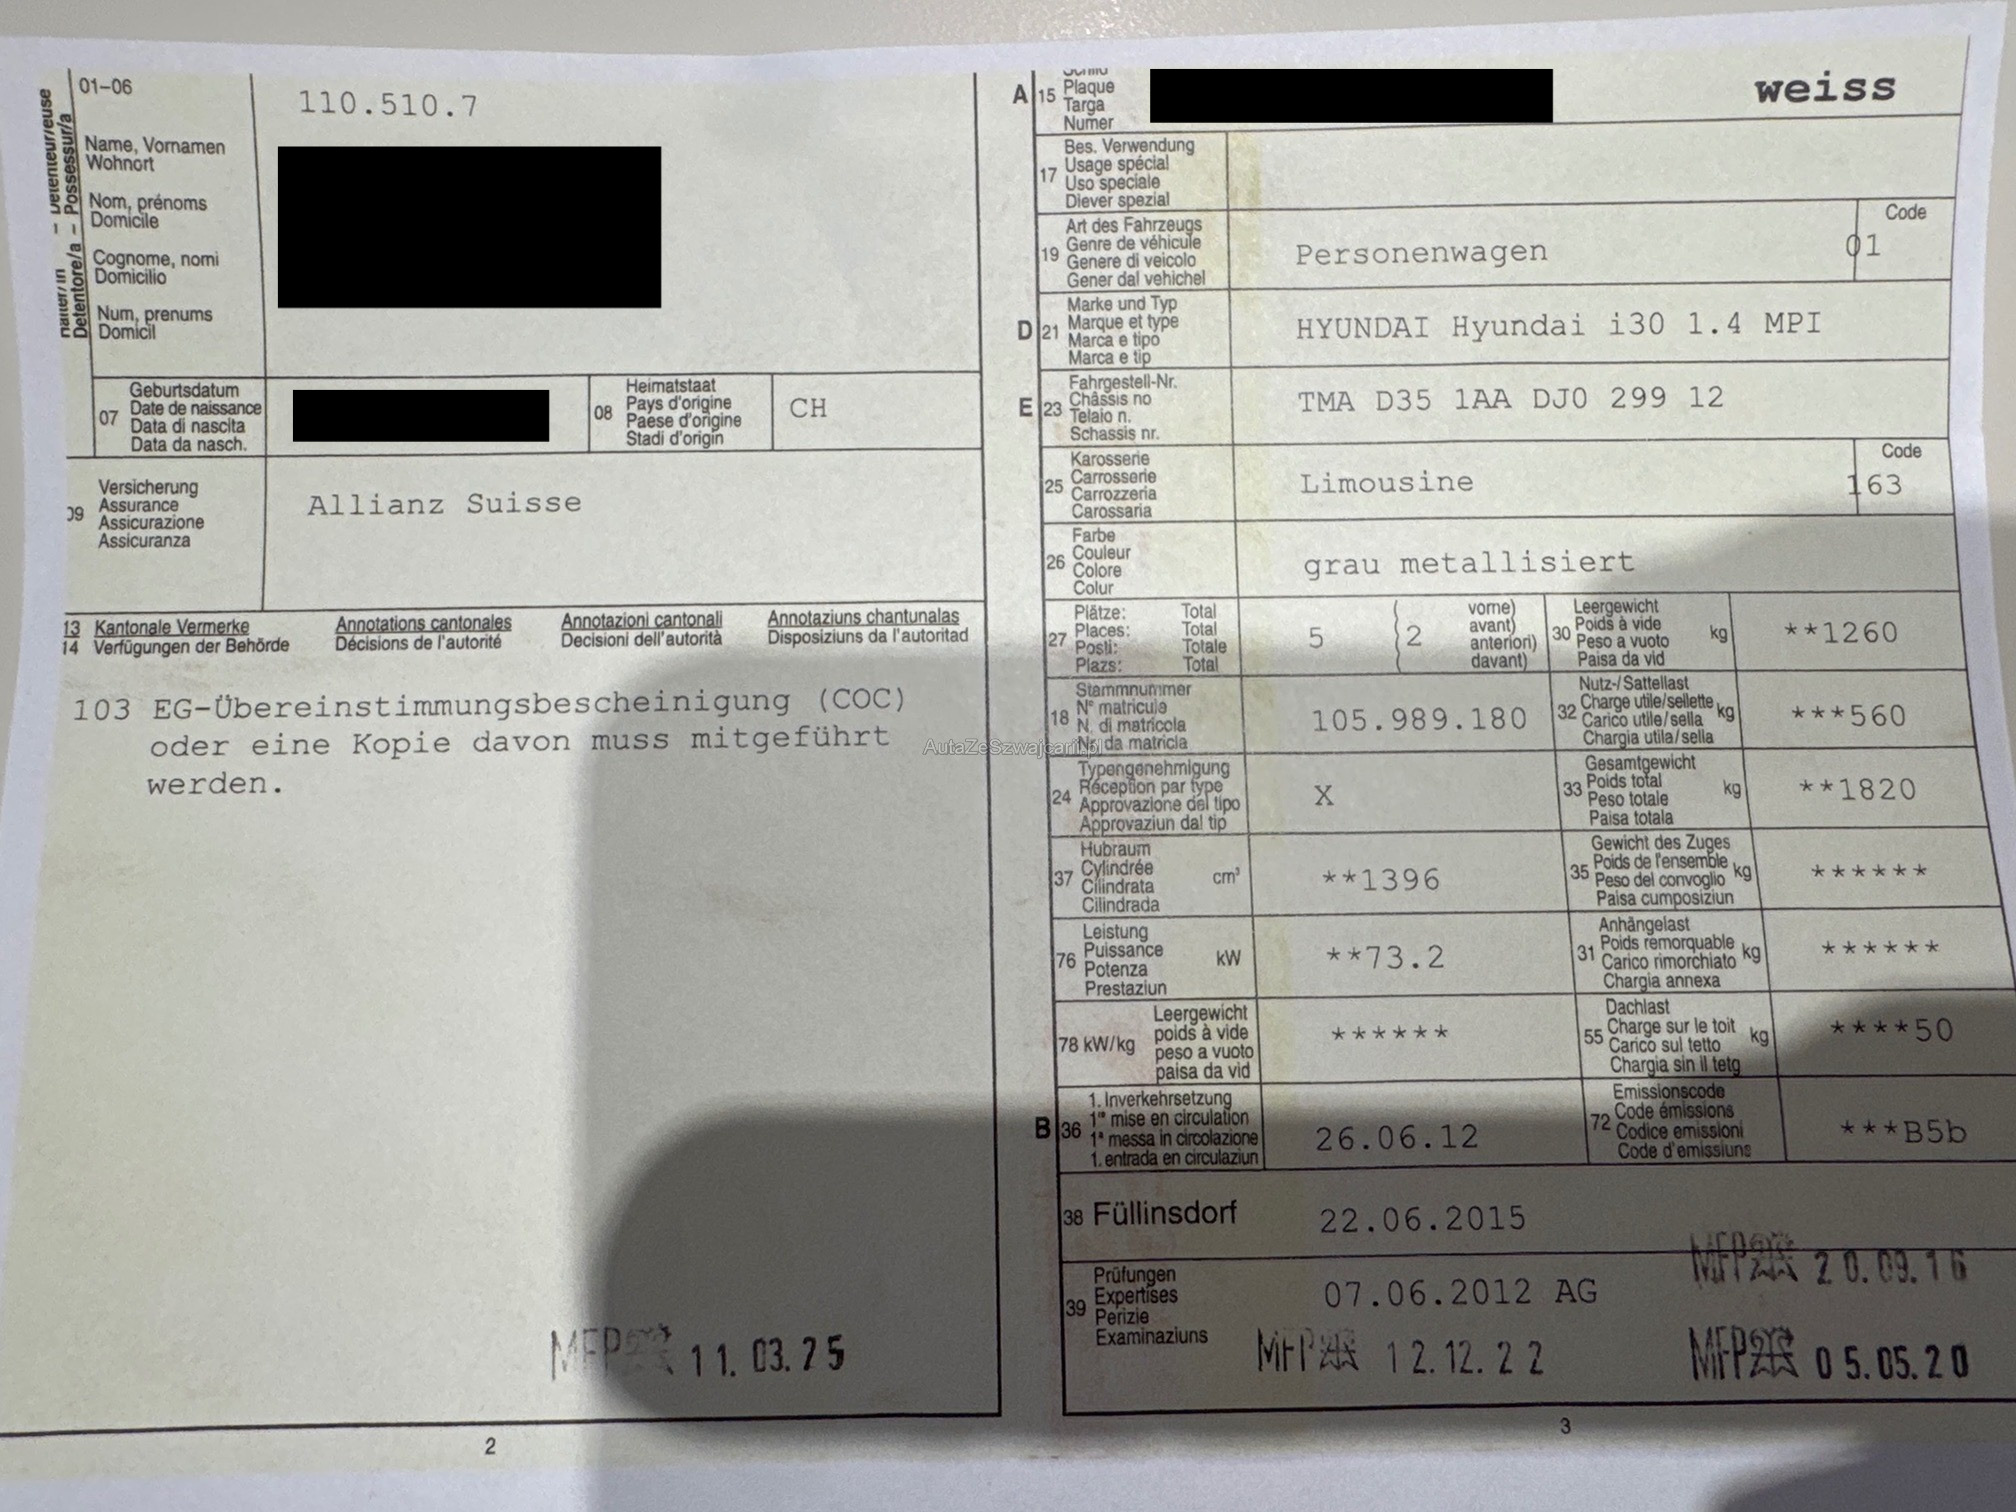 01-06
110.510.7
Detenteur/euse
Detentore/a – Possessur/a
Name, Vornamen
Wohnort
Nom, prénoms
Domicile
Cognome, nomi
Domicilio
Num, prenums
Domicil
07
Geburtsdatum
Date de naissance
Data di nascita
Data da nasch.
08
Heimatstaat
Pays d'origine
Paese d'origine
Stadi d'origin
CH
09
Versicherung
Assurance
Assicurazione
Assicuranza
Allianz Suisse
13 Kantonale Vermerke Annotations cantonales Annotazioni cantonali Annotaziuns chantunalas
14 Verfügungen der Behörde Décisions de l'autorité Decisioni dell'autorità Disposiziuns da l'autoritad
103 EG-Übereinstimmungsbescheinigung (COC)
oder eine Kopie davon muss mitgeführt
werden.
MFP 11.03.25
2
A 15
Schild
Plaque
Targa
Numer
weiss
17
Bes. Verwendung
Usage spécial
Uso speciale
Diever spezial
19
Art des Fahrzeugs
Genre de véhicule
Genere di veicolo
Gener dal vehichel
Personenwagen
Code
01
D 21
Marke und Typ
Marque et type
Marca e tipo
Marca e tip
HYUNDAI Hyundai i30 1.4 MPI
E 23
Fahrgestell-Nr.
Châssis no
Telaio n.
Schassis nr.
TMA D35 1AA DJ0 299 12
25
Karosserie
Carrosserie
Carrozzeria
Carossaria
Limousine
Code
163
26
Farbe
Couleur
Colore
Colur
grau metallisiert
27
Plätze: Total
Places: Total
Posti: Totale
Plazs: Total
5 2
vorne)
avant)
anteriori)
davant)
30
Leergewicht
Poids à vide
Peso a vuoto kg
Paisa da vid
**1260
18
Stammnummer
N° matricule
N. di matricola
Nr. da matricla
105.989.180
32
Nutz-/Sattellast
Charge utile/sellette kg
Carico utile/sella
Chargia utila/sella
***560
AutaZeSzwajcarii.pl
24
Typengenehmigung
Réception par type
Approvazione del tipo
Approvaziun dal tip
X
33
Gesamtgewicht
Poids total kg
Peso totale
Paisa totala
**1820
37
Hubraum
Cylindrée cm³
Cilindrata
Cilindrada
**1396
35
Gewicht des Zuges
Poids de l'ensemble kg
Peso del convoglio
Paisa cumposiziun
******
76
Leistung
Puissance kW
Potenza
Prestaziun
**73.2
31
Anhängelast
Poids remorquable kg
Carico rimorchiato
Chargia annexa
******
78 kW/kg
Leergewicht
poids à vide
peso a vuoto
paisa da vid
******
55
Dachlast
Charge sur le toit kg
Carico sul tetto
Chargia sin il tetg
****50
B 36
1. Inverkehrsetzung
1re mise en circulation
1a messa in circolazione
1. entrada en circulaziun
26.06.12
72
Emissionscode
Code émissions
Codice emissioni
Code d'emissiuns
***B5b
38 Füllinsdorf
22.06.2015
MFP 20.09.16
39
Prüfungen
Expertises
Perizie
Examinaziuns
07.06.2012 AG
MFP 12.12.22
MFP 05.05.20
3